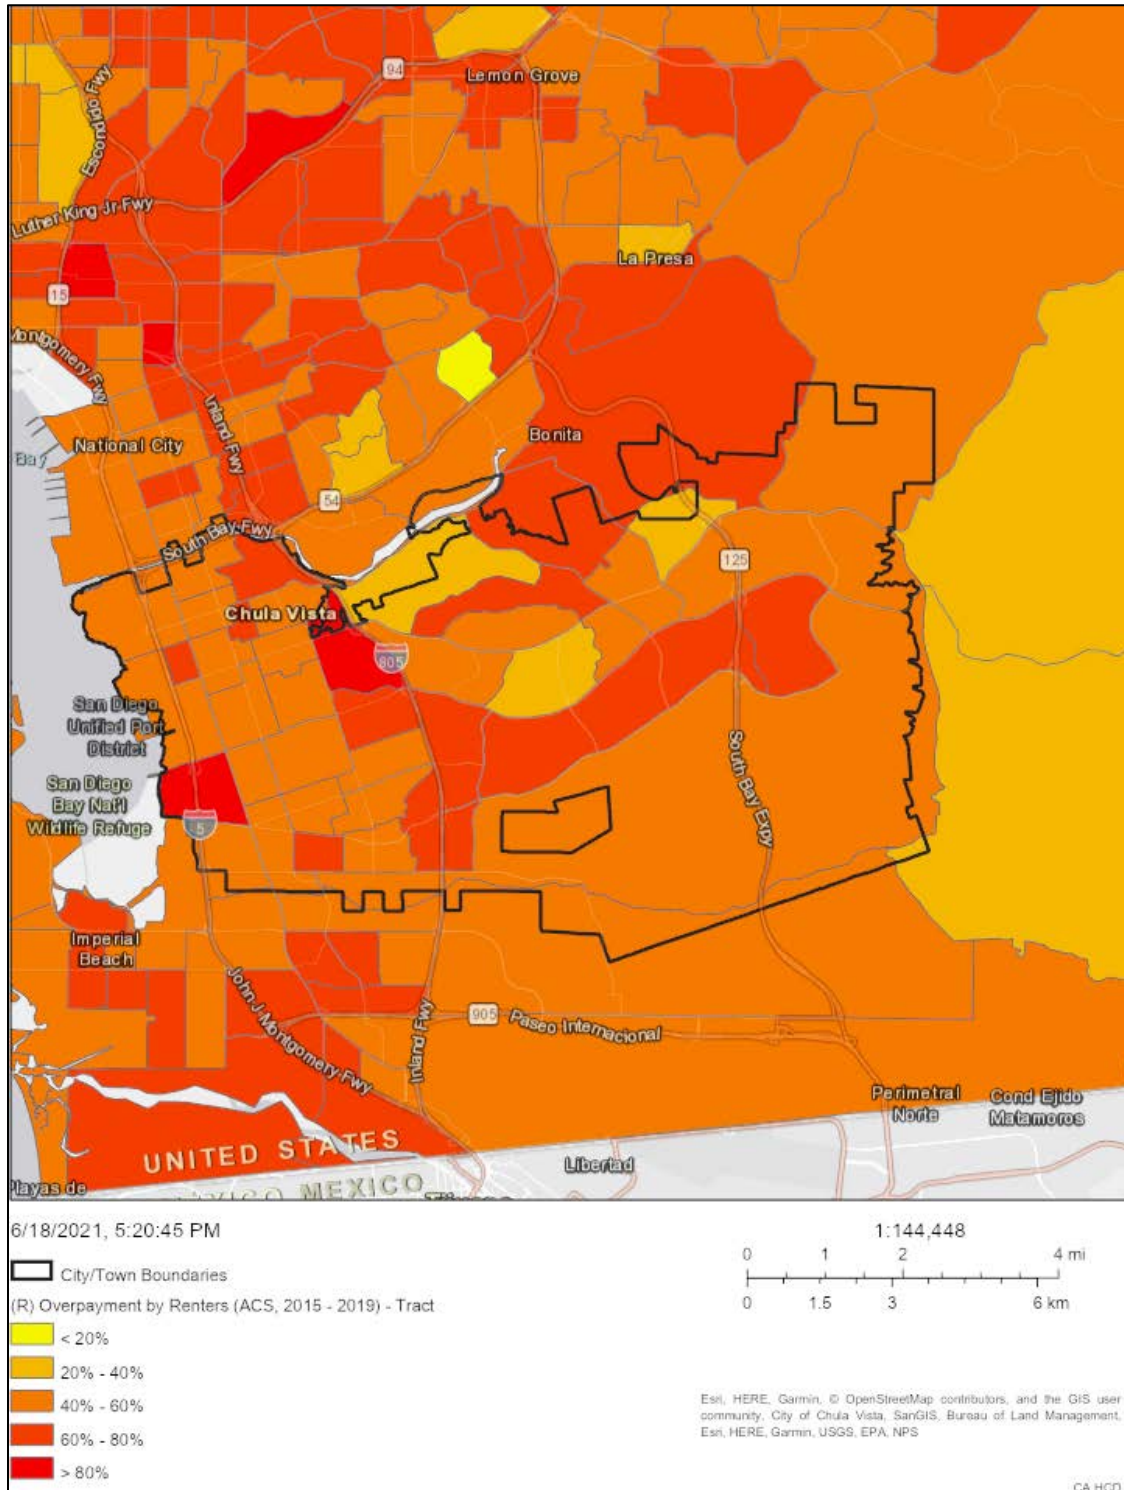 94
Lemon Grove
Escondido Fwy
Luther King Jr Fwy
La Presa
15
Montgomery Fwy
Inland Fwy
National City
Bay
Bonita
54
South Bay Fwy
125
Chula Vista
805
San Diego
Unified Port
District
South Bay Expy
San Diego
Bay Nat'l
Wildlife Refuge
5
Imperial
Beach
John J Montgomery Fwy
Inland Fwy
905
Paseo Internacional
Perimetral
Norte
Cond Ejido
Matamoros
UNITED STATES
MEXICO
Libertad
Playas de
6/18/2021, 5:20:45 PM
1:144,448
0 1 2 4 mi
0 1.5 3 6 km
City/Town Boundaries
(R) Overpayment by Renters (ACS, 2015 - 2019) - Tract
< 20%
20% - 40%
40% - 60%
60% - 80%
> 80%
Esri, HERE, Garmin, © OpenStreetMap contributors, and the GIS user
community, City of Chula Vista, SanGIS, Bureau of Land Management,
Esri, HERE, Garmin, USGS, EPA, NPS
CA HCD